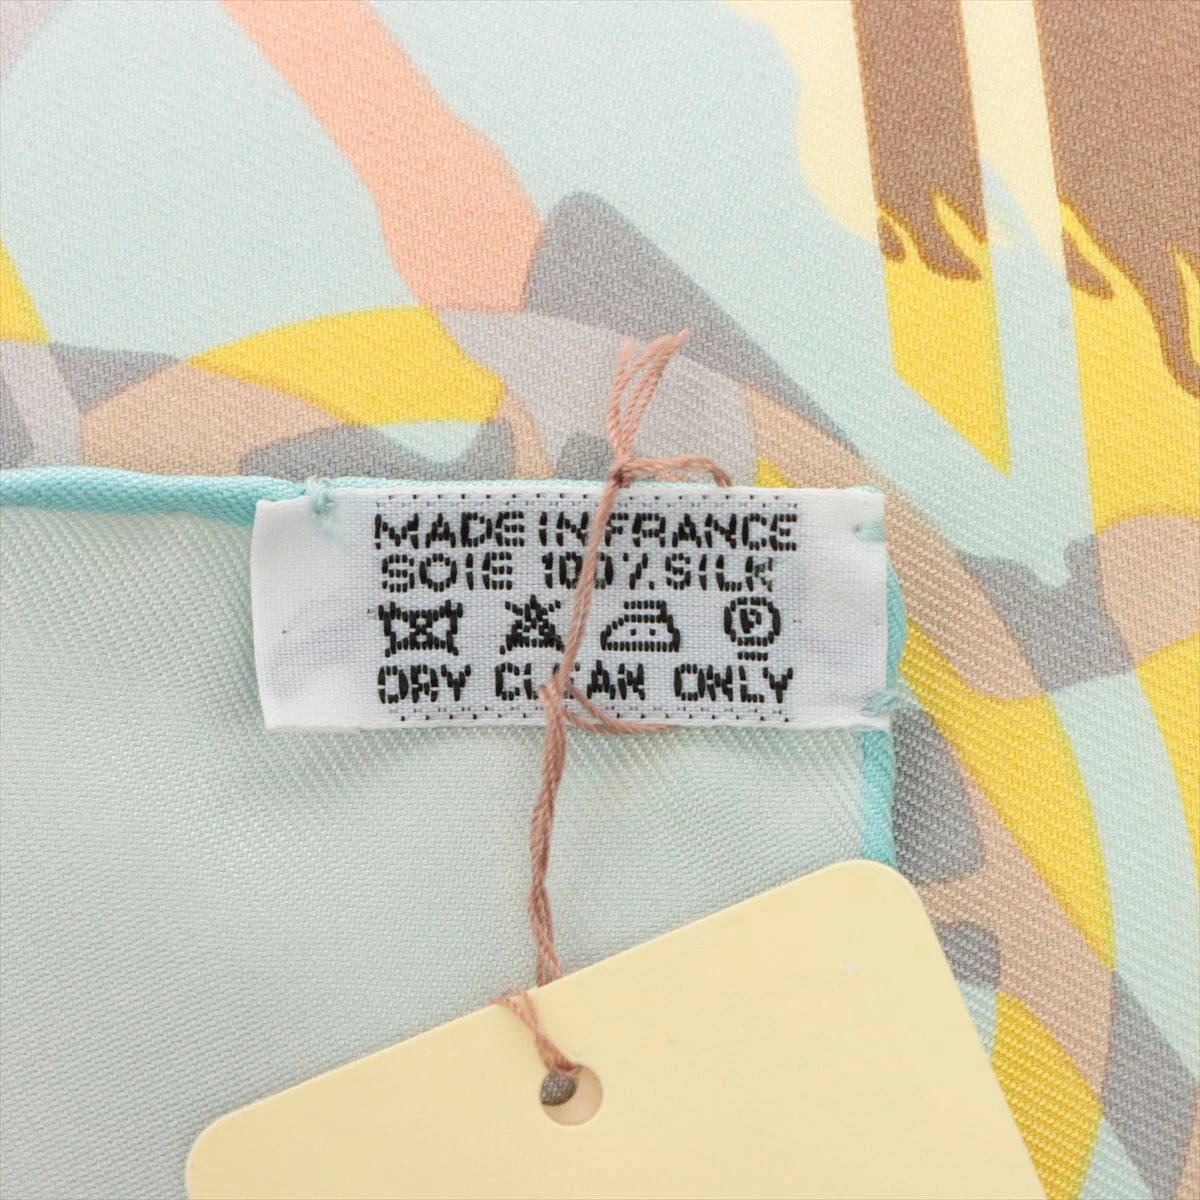 MADE IN FRANCE
SOIE 100% SILK
P
DRY CLEAN ONLY